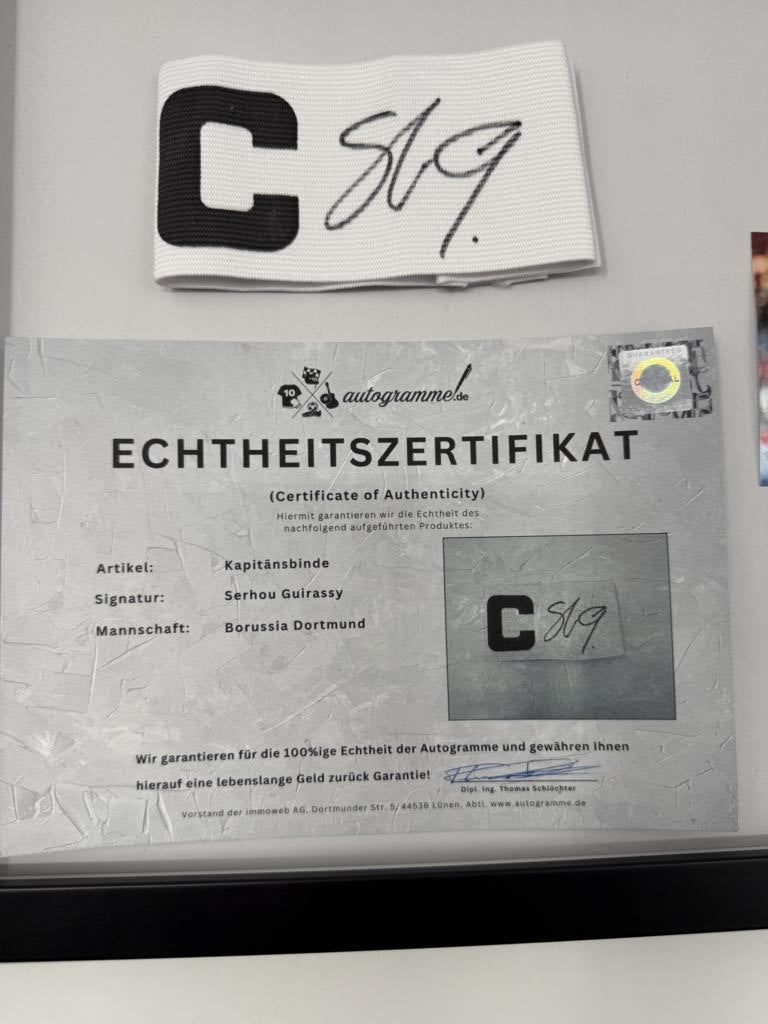 C
10 autogramme.de
GUARANTEED
ECHTHEITSZERTIFIKAT
(Certificate of Authenticity)
Hiermit garantieren wir die Echtheit des
nachfolgend aufgeführten Produktes:
Artikel: Kapitänsbinde
Signatur: Serhou Guirassy
Mannschaft: Borussia Dortmund
C
Wir garantieren für die 100%ige Echtheit der Autogramme und gewähren Ihnen
hierauf eine lebenslange Geld zurück Garantie!
Dipl. Ing. Thomas Schlüchter
Vorstand der immoweb AG, Dortmunder Str. 5, 44536 Lünen, Abtl. www.autogramme.de